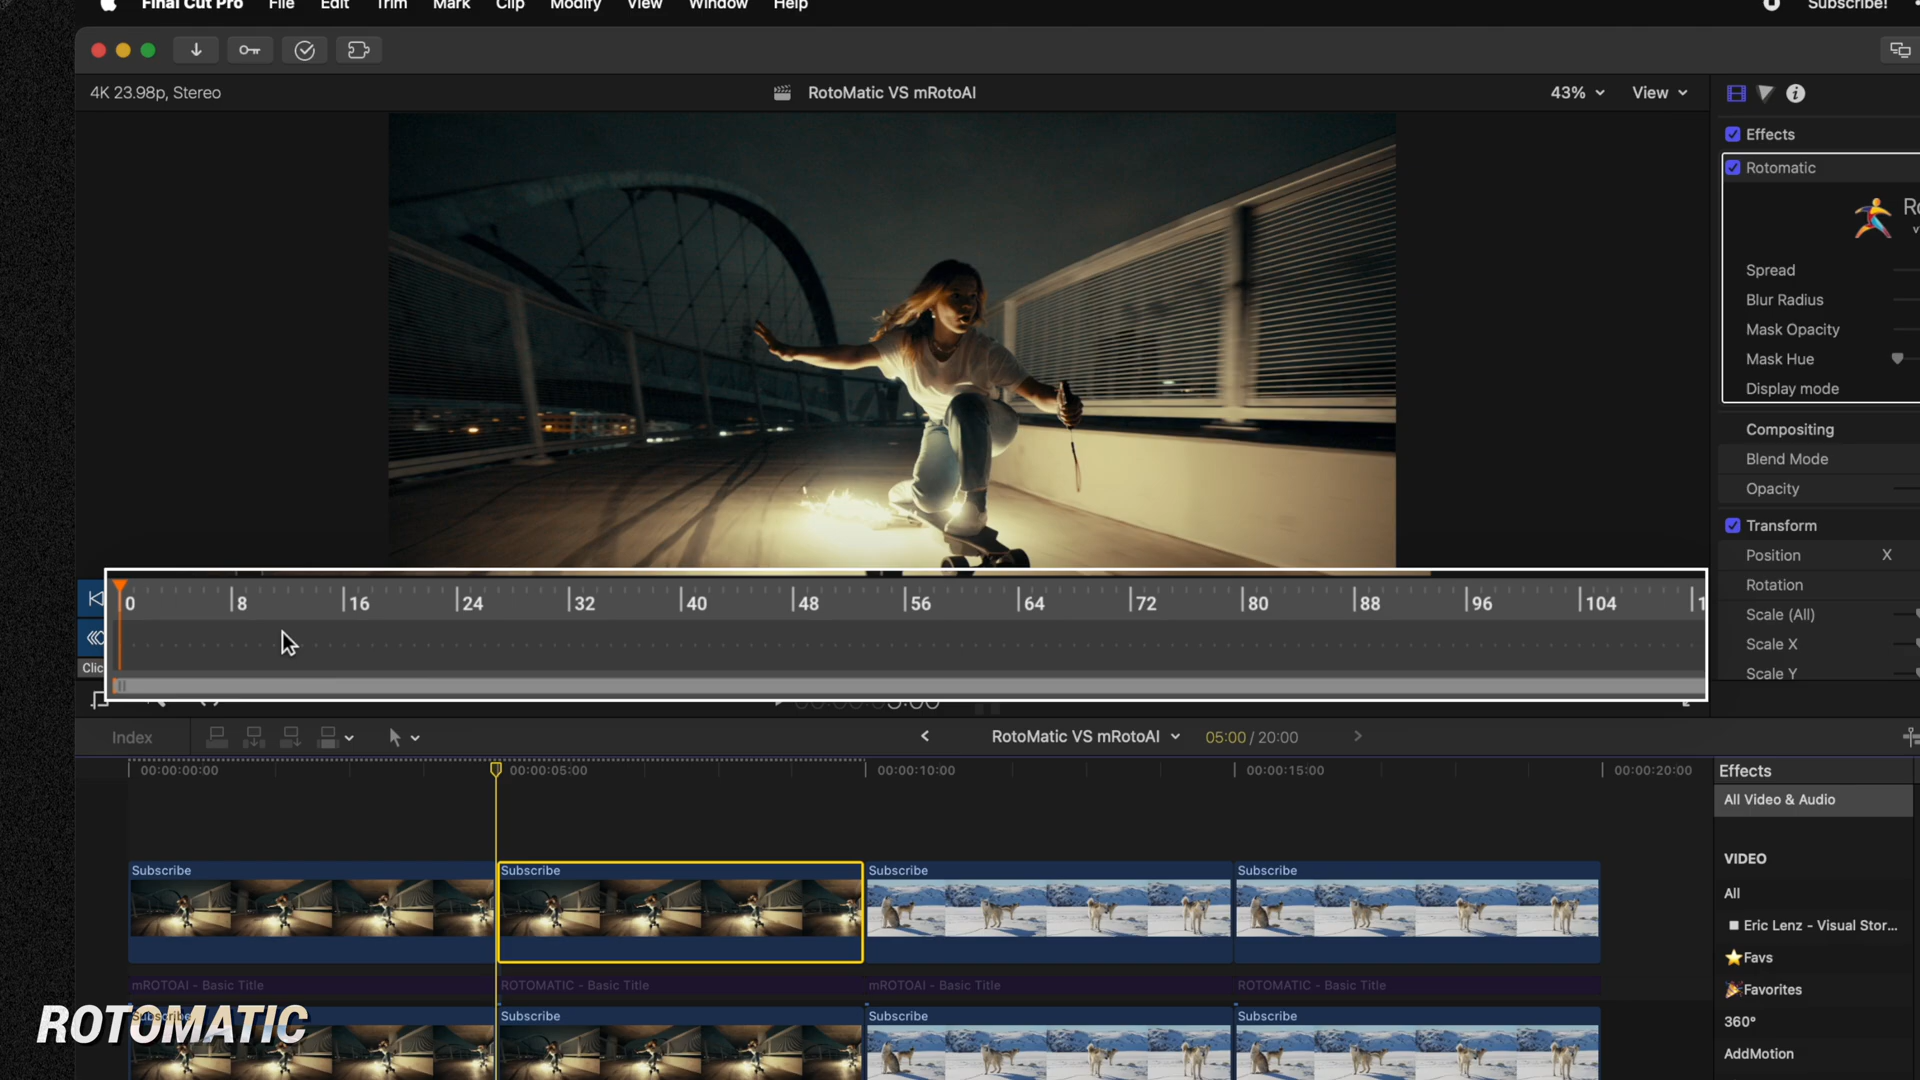 Final Cut Pro File Edit Trim Mark Clip Modify View Window Help Subscribe!
4K 23.98p, Stereo RotoMatic VS mRotoAI 43% View
Effects
Rotomatic
Spread
Blur Radius
Mask Opacity
Mask Hue
Display mode
Compositing
Blend Mode
Opacity
Transform
Position X
Rotation
Scale (All)
Scale X
Scale Y
0 8 16 24 32 40 48 56 64 72 80 88 96 104
Clic
Index RotoMatic VS mRotoAI 05:00 / 20:00
00:00:00:00 00:00:05:00 00:00:10:00 00:00:15:00 00:00:20:00
Effects
All Video & Audio
VIDEO
All
Eric Lenz - Visual Stor...
Favs
Favorites
360°
AddMotion
Subscribe Subscribe Subscribe Subscribe
mROTOAI - Basic Title ROTOMATIC - Basic Title mROTOAI - Basic Title ROTOMATIC - Basic Title
Subscribe Subscribe Subscribe Subscribe
ROTOMATIC